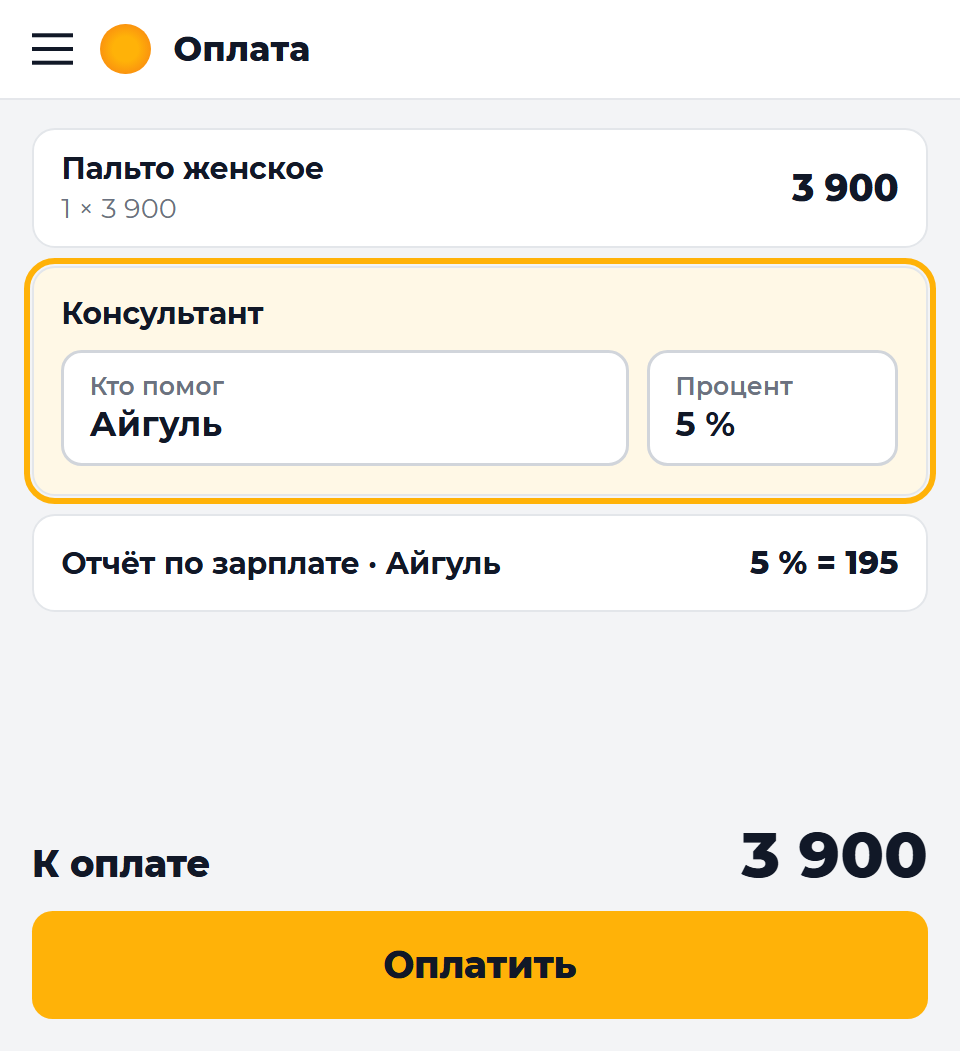 Оплата
Пальто женское
1 × 3 900
3 900
Консультант
Кто помог
Айгуль
Процент
5 %
Отчёт по зарплате · Айгуль
5 % = 195
К оплате
3 900
Оплатить